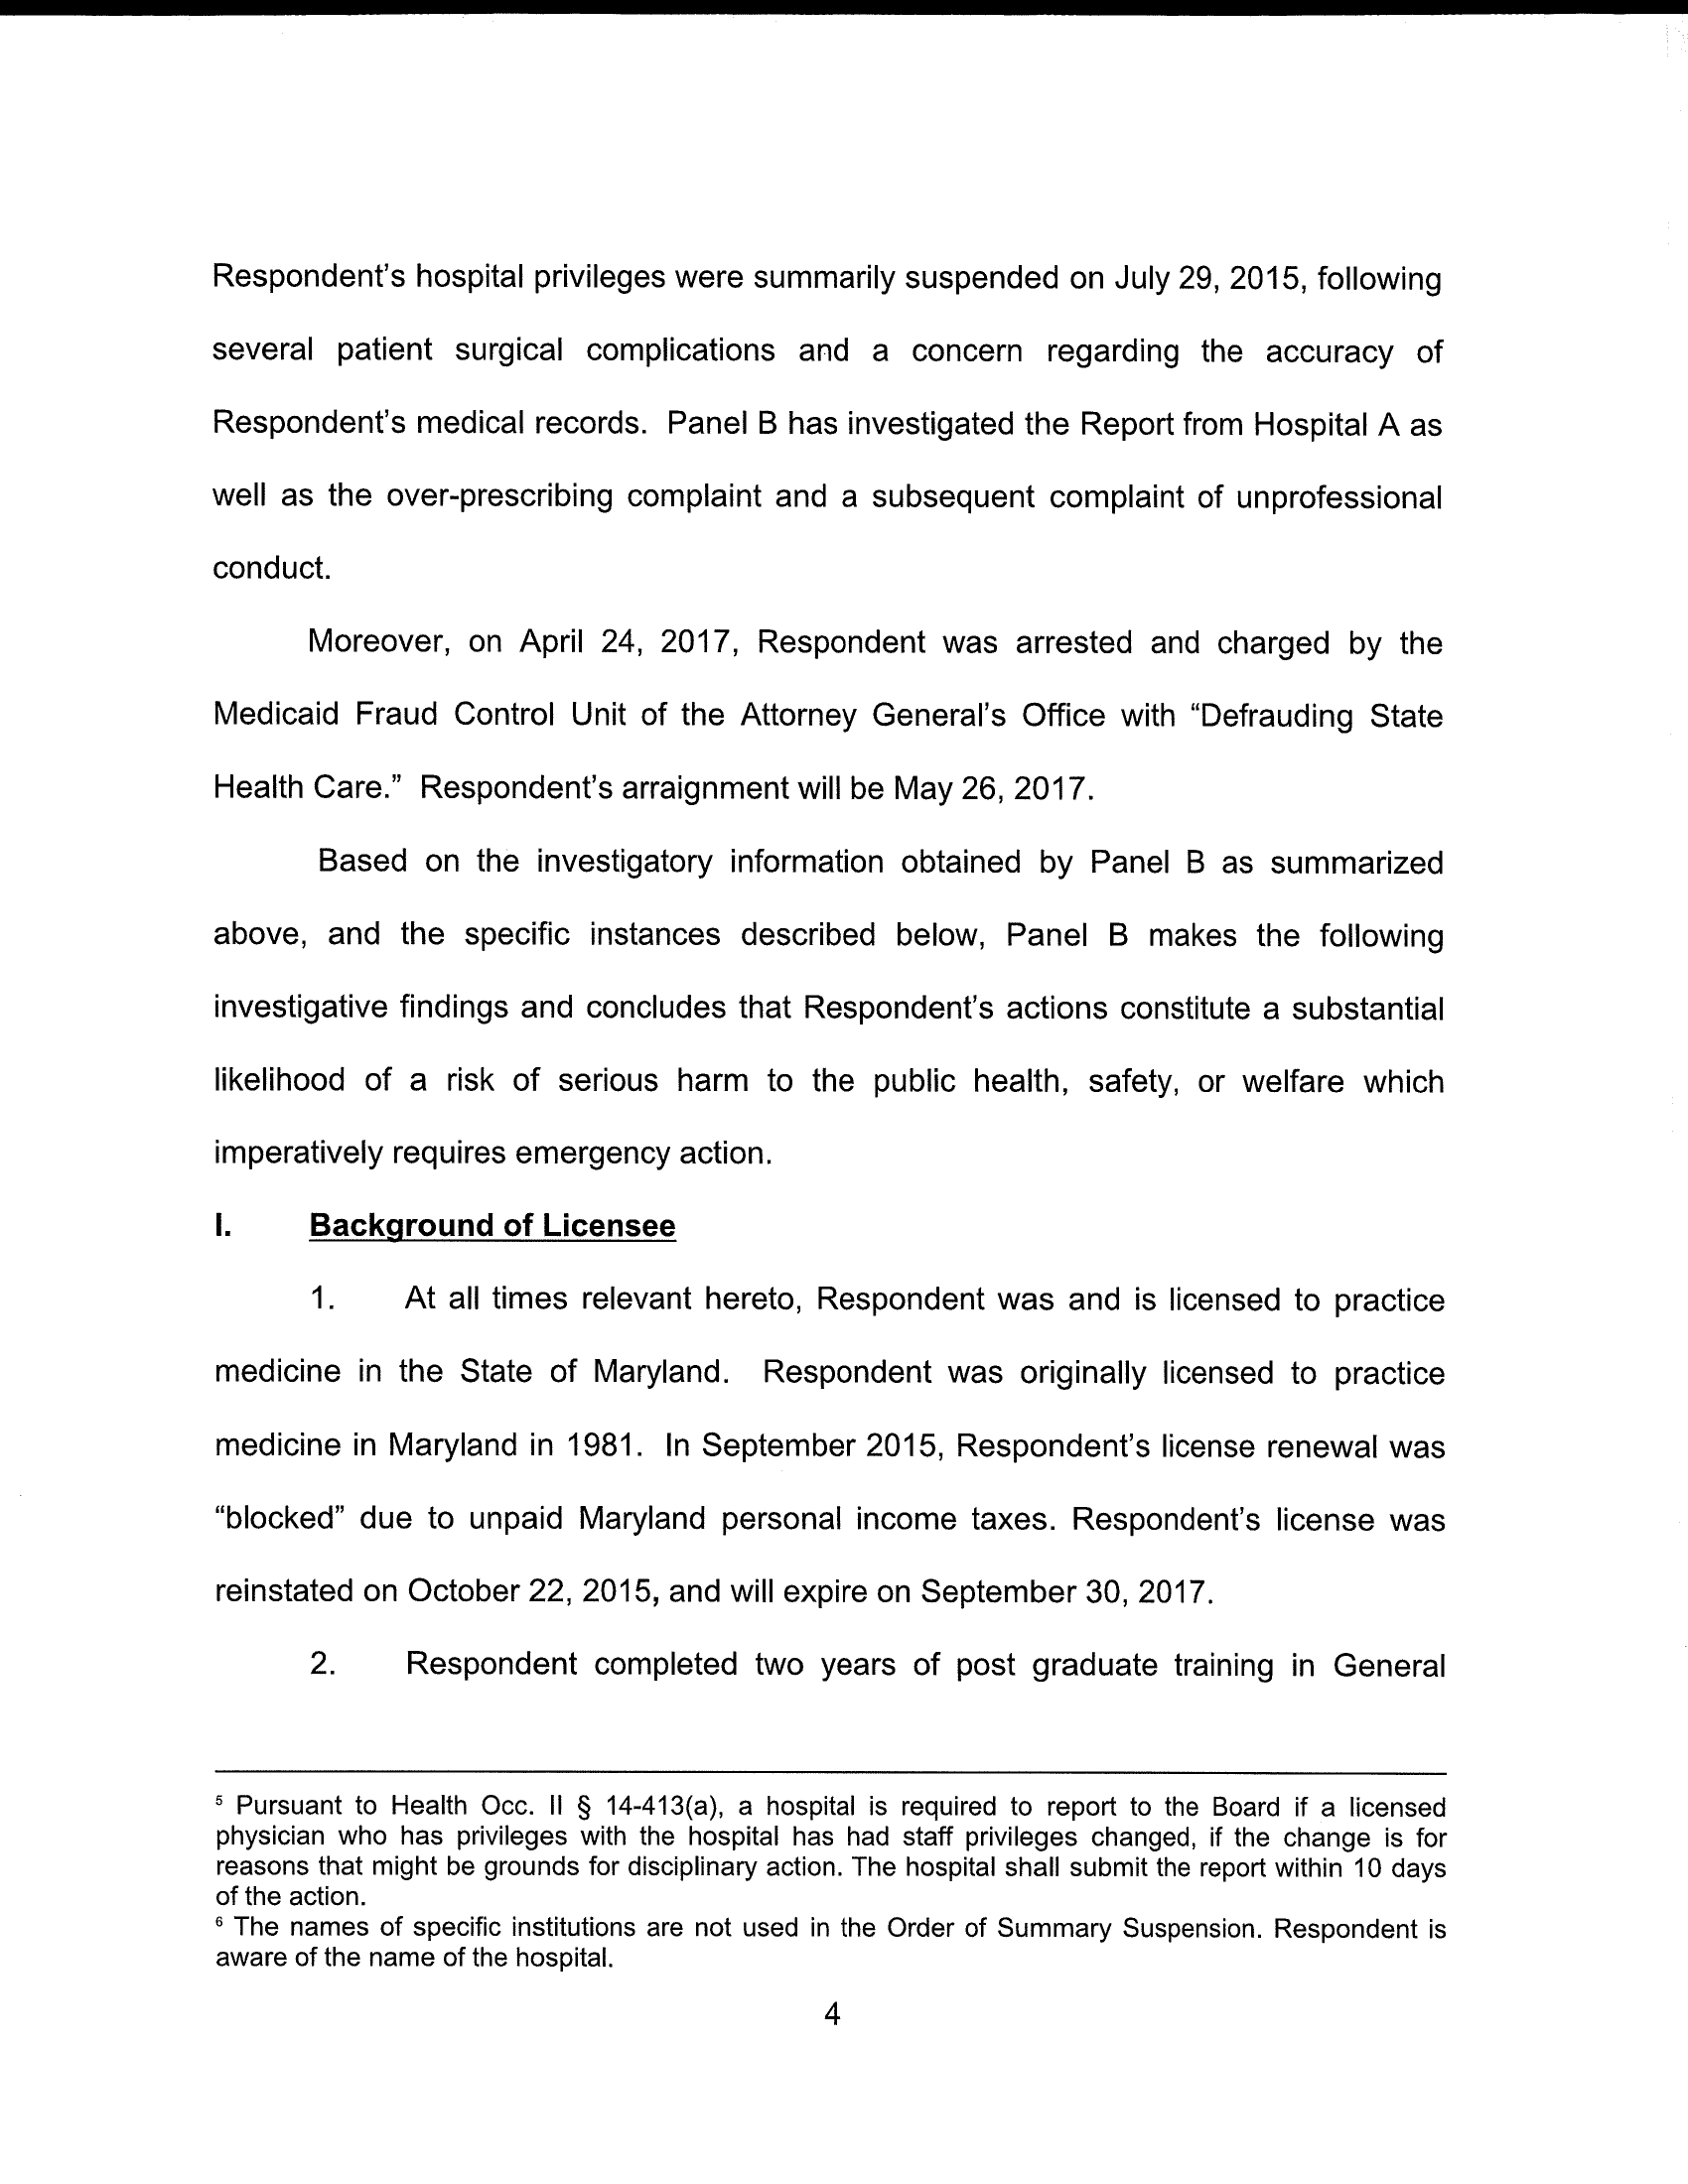 Respondent's hospital privileges were summarily suspended on July 29, 2015, following
several patient surgical complications and a concern regarding the accuracy of
Respondent's medical records. Panel B has investigated the Report from Hospital A as
well as the over-prescribing complaint and a subsequent complaint of unprofessional
conduct.
Moreover, on April 24, 2017, Respondent was arrested and charged by the
Medicaid Fraud Control Unit of the Attorney General's Office with “Defrauding State
Health Care.” Respondent's arraignment will be May 26, 2017.
Based on the investigatory information obtained by Panel B as summarized
above, and the specific instances described below, Panel B makes the following
investigative findings and concludes that Respondent's actions constitute a substantial
likelihood of a risk of serious harm to the public health, safety, or welfare which
imperatively requires emergency action.
I. Background of Licensee
1. At all times relevant hereto, Respondent was and is licensed to practice
medicine in the State of Maryland. Respondent was originally licensed to practice
medicine in Maryland in 1981. In September 2015, Respondent's license renewal was
“blocked” due to unpaid Maryland personal income taxes. Respondent's license was
reinstated on October 22, 2015, and will expire on September 30, 2017.
2. Respondent completed two years of post graduate training in General
5 Pursuant to Health Occ. II § 14-413(a), a hospital is required to report to the Board if a licensed
physician who has privileges with the hospital has had staff privileges changed, if the change is for
reasons that might be grounds for disciplinary action. The hospital shall submit the report within 10 days
of the action.
6 The names of specific institutions are not used in the Order of Summary Suspension. Respondent is
aware of the name of the hospital.
4